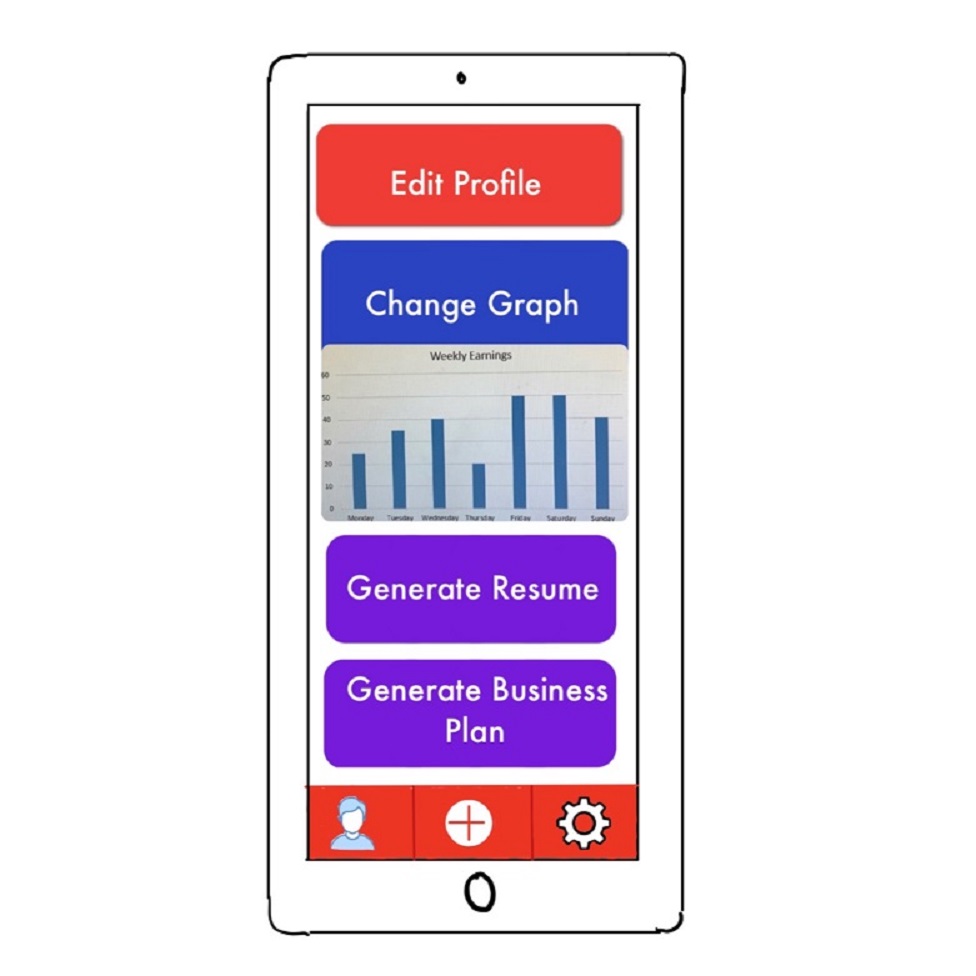 Edit Profile
Change Graph
Weekly Earnings
60
50
40
30
20
10
0
Monday Tuesday Wednesday Thursday Friday Saturday Sunday
Generate Resume
Generate Business
Plan